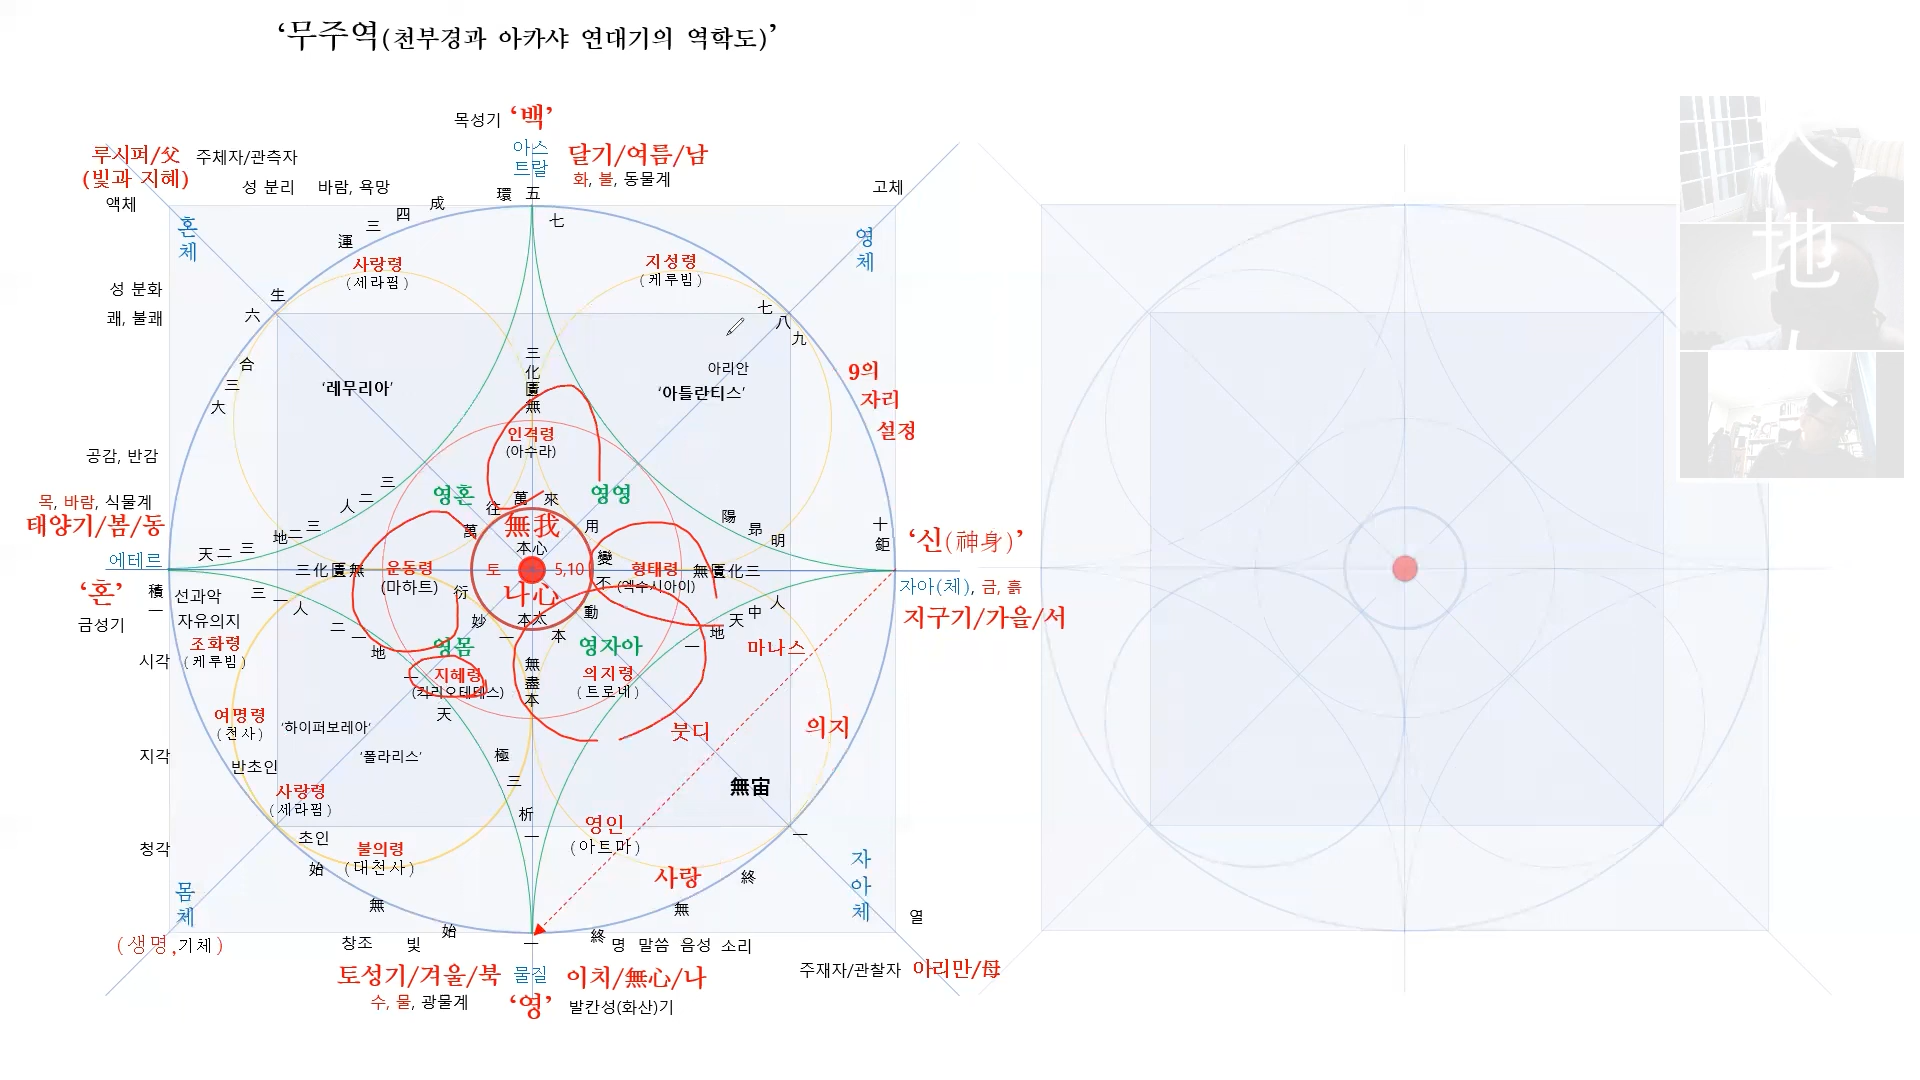 ‘무주역(천부경과 아카샤 연대기의 역학도)’
목성기 ‘백’
아스
트랄
달기/여름/남
화, 불, 동물계
루시퍼/父
(빛과 지혜)
주체자/관측자
성 분리 바람, 욕망
액체
고체
혼
체
영
체
運 三 四 成 環 五 七
사랑령
(세라핌)
지성령
(케루빔)
성 분화
쾌, 불쾌
生
六
合
三
大
七
八
九
三
化
匱
無
‘레무리아’
아리안
‘아틀란티스’
9의
자리
설정
인격령
(아수라)
공감, 반감
목, 바람, 식물계
태양기/봄/동
에테르
‘혼’
금성기
영혼
영영
天 二 三 地 二 三 人 二 三
往 萬 來
萬
用
變
不
動
本
陽
昻
明
十
鉅
‘신(神身)’
자아(체), 금, 흙
지구기/가을/서
無我
本心
토 5,10
나心
本太
三化匱無
운동령
(마하트)
형태령
(엑수시아이)
無匱化三
衍
妙
一
積
一
선과악
자유의지
조화령
(케루빔)
三 一 人 二 一 地 一 天
人
中
天
地
一
영몸
영자아
마나스
지혜령
(키리오테테스)
의지령
(트로네)
無
盡
本
시각
여명령
(천사)
‘하이퍼보레아’
‘폴라리스’
붓디
의지
지각
반초인
極
三
析
一
無宙
사랑령
(세라핌)
초인
불의령
(대천사)
영인
(아트마)
사랑
청각
몸
체
자
아
체
始 無 始 一
終 無 終
一
열
(생명,기체)
창조 빛
명 말씀 음성 소리
토성기/겨울/북
물질
이치/無心/나
수, 물, 광물계
‘영’
발칸성(화산)기
주재자/관찰자 아리만/母
地